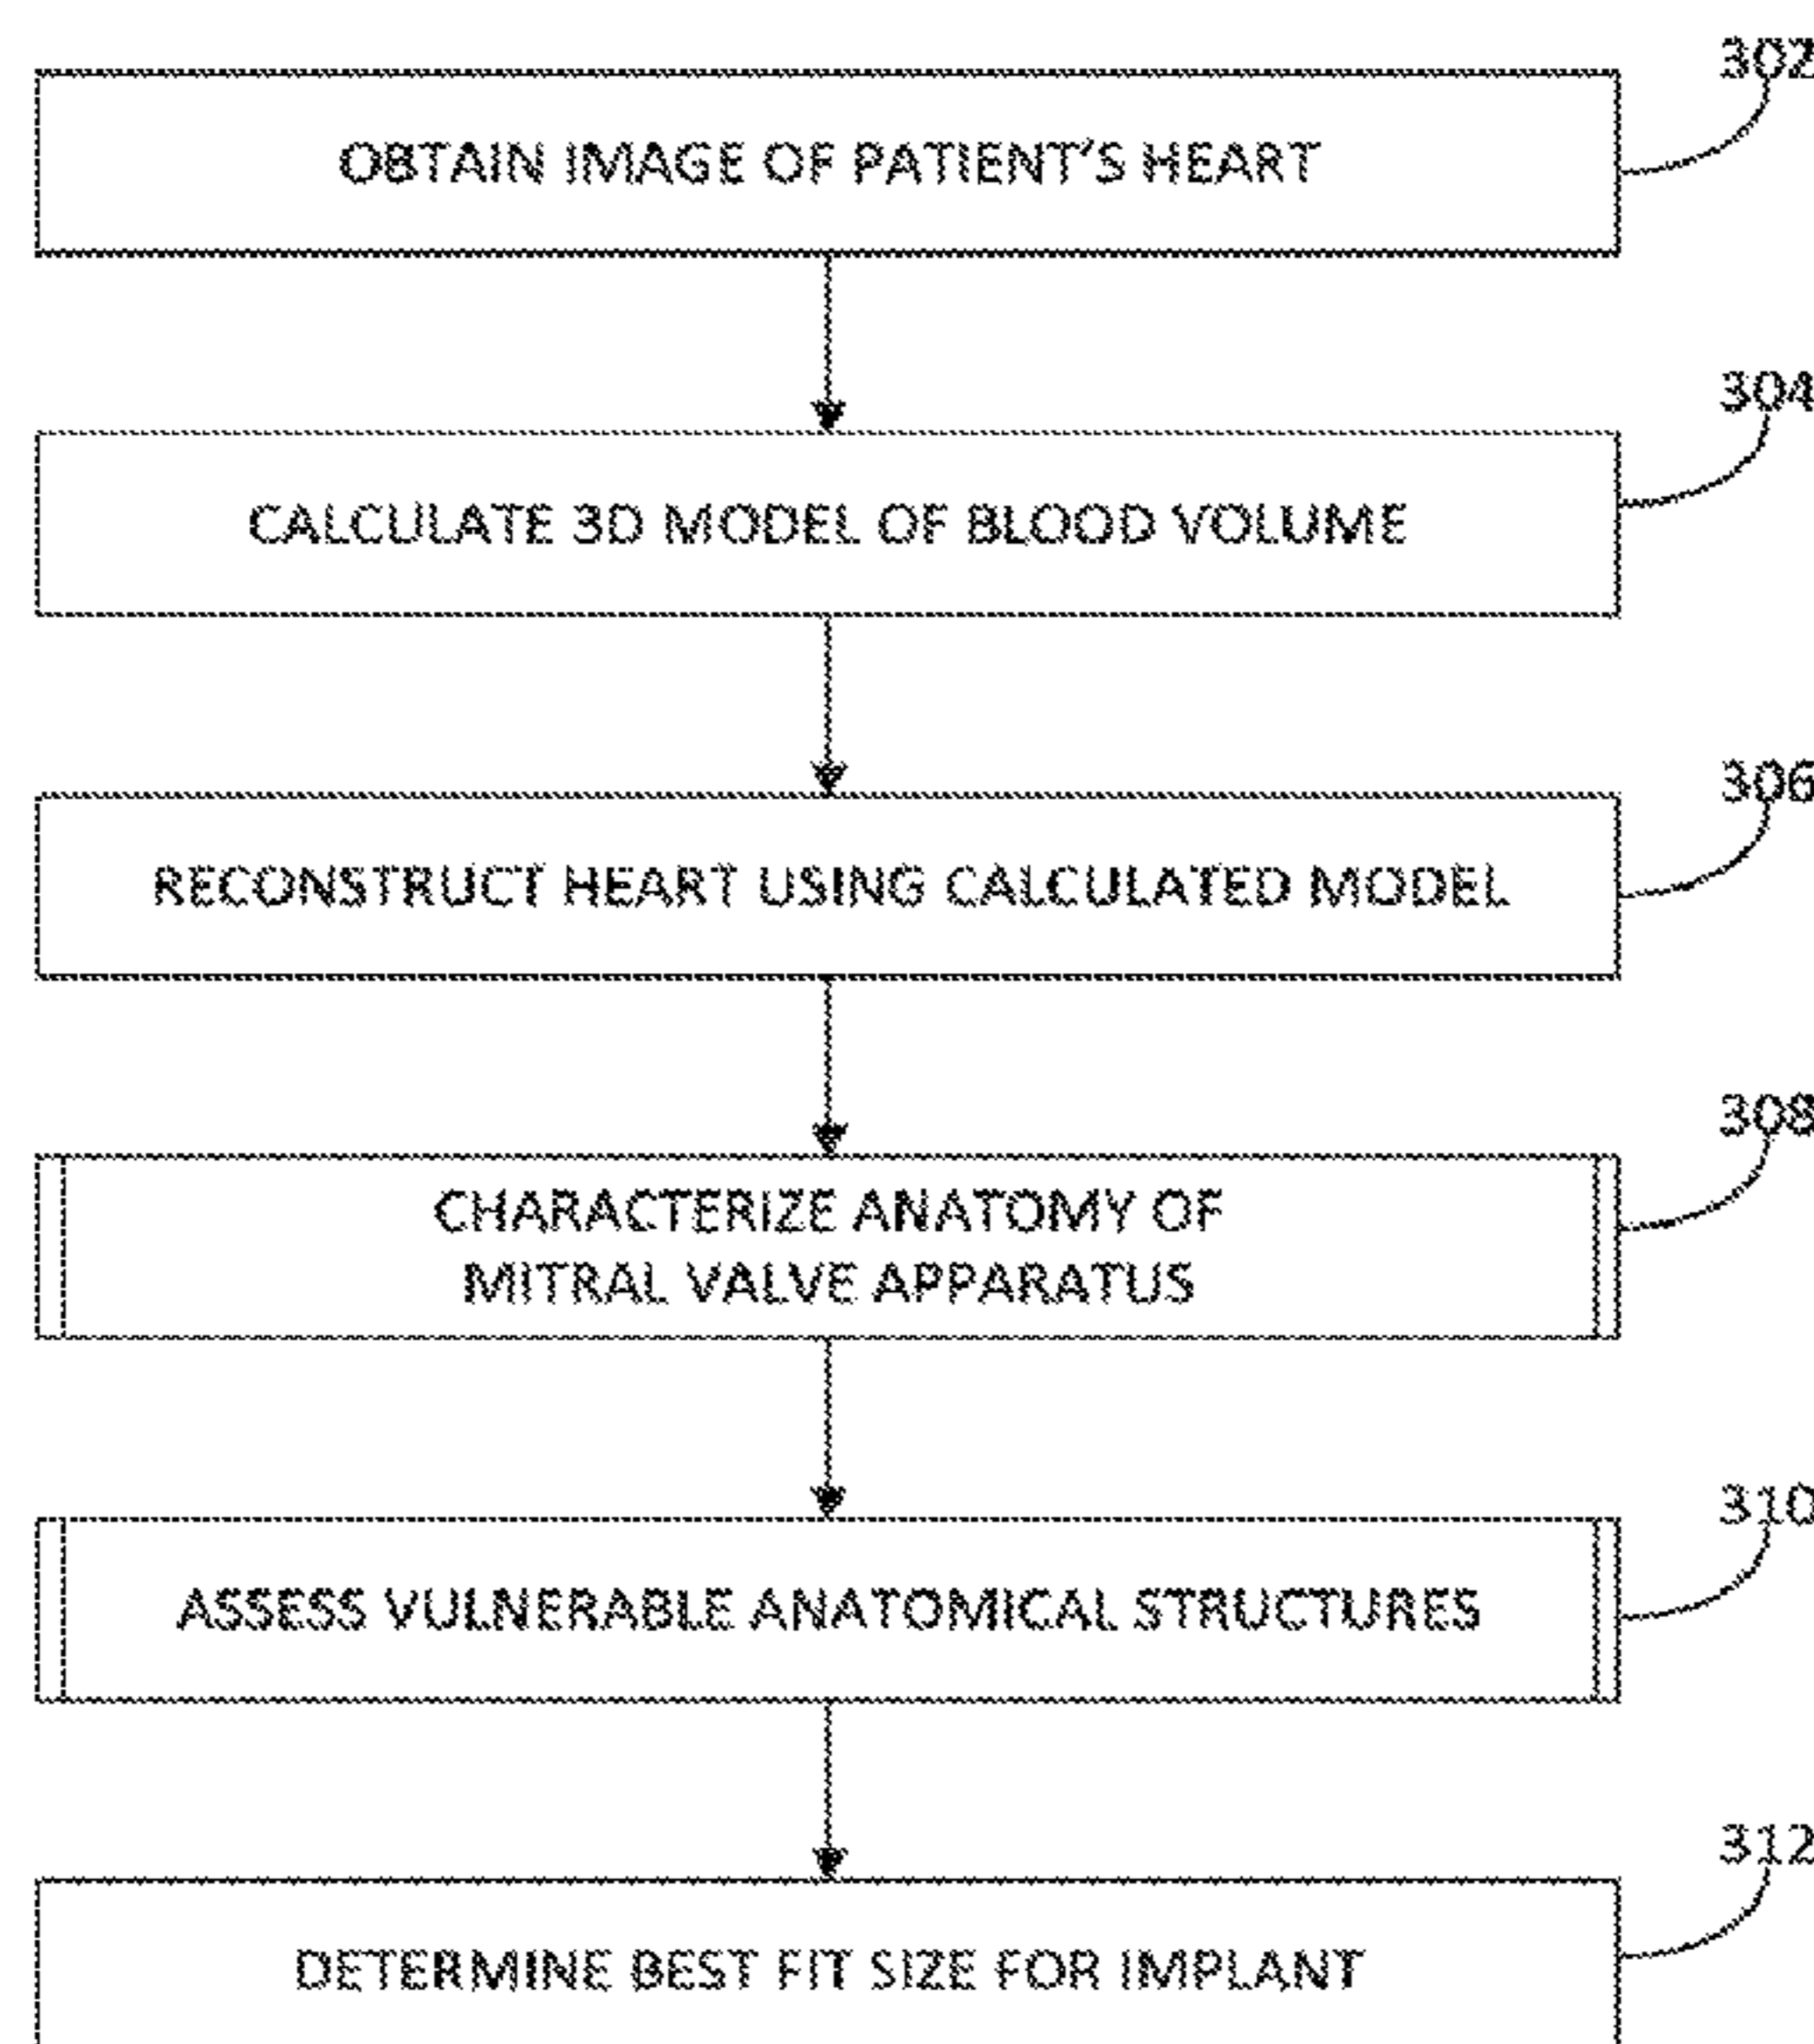 302
OBTAIN IMAGE OF PATIENT'S HEART
304
CALCULATE 3D MODEL OF BLOOD VOLUME
306
RECONSTRUCT HEART USING CALCULATED MODEL
308
CHARACTERIZE ANATOMY OF
MITRAL VALVE APPARATUS
310
ASSESS VULNERABLE ANATOMICAL STRUCTURES
312
DETERMINE BEST FIT SIZE FOR IMPLANT